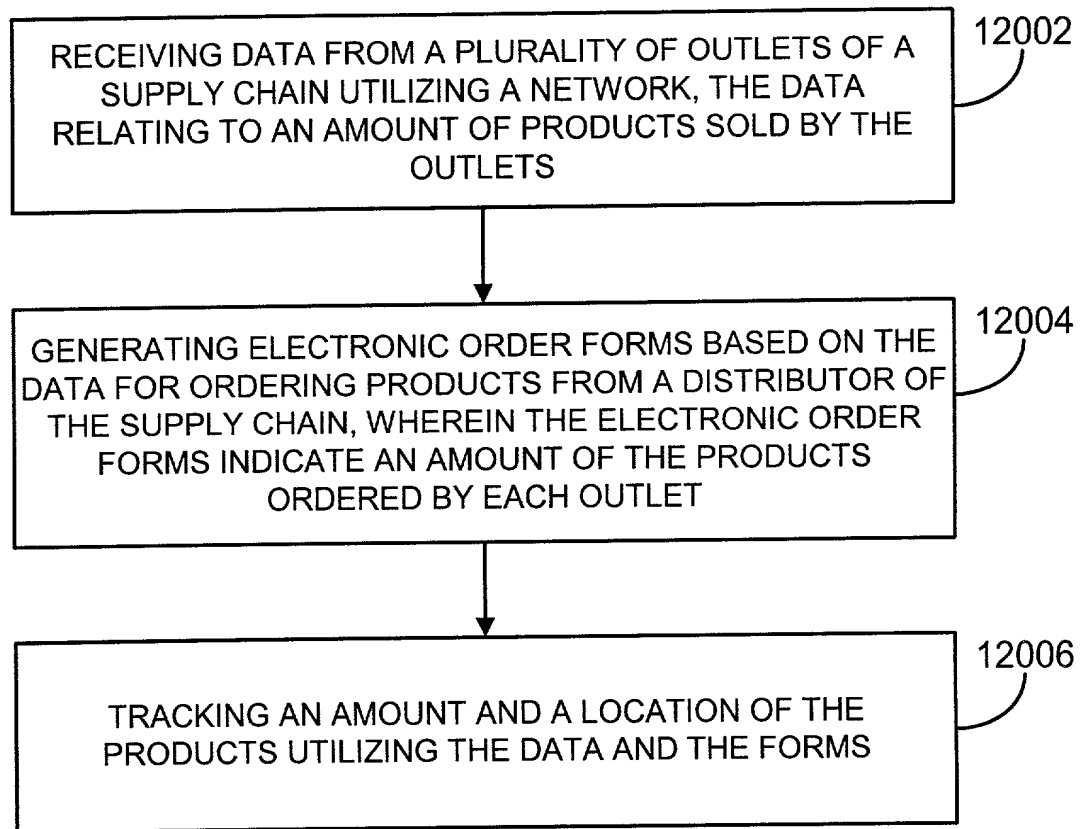 RECEIVING DATA FROM A PLURALITY OF OUTLETS OF A
SUPPLY CHAIN UTILIZING A NETWORK, THE DATA
RELATING TO AN AMOUNT OF PRODUCTS SOLD BY THE
OUTLETS
12002
GENERATING ELECTRONIC ORDER FORMS BASED ON THE
DATA FOR ORDERING PRODUCTS FROM A DISTRIBUTOR OF
THE SUPPLY CHAIN, WHEREIN THE ELECTRONIC ORDER
FORMS INDICATE AN AMOUNT OF THE PRODUCTS
ORDERED BY EACH OUTLET
12004
TRACKING AN AMOUNT AND A LOCATION OF THE
PRODUCTS UTILIZING THE DATA AND THE FORMS
12006